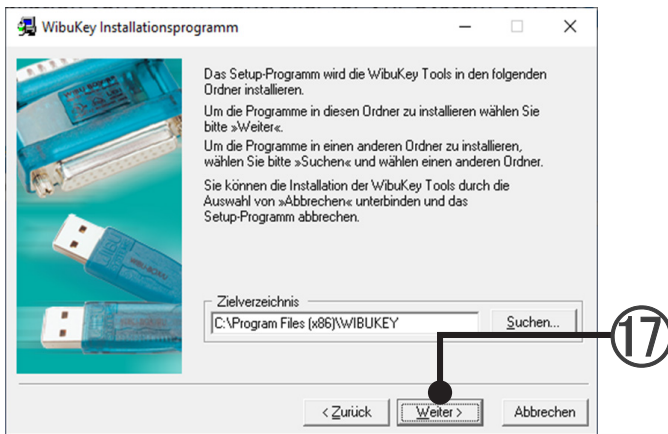 WibuKey Installationsprogramm
Das Setup-Programm wird die WibuKey Tools in den folgenden
Ordner installieren.
Um die Programme in diesen Ordner zu installieren wählen Sie
bitte »Weiter«.
Um die Programme in einen anderen Ordner zu installieren,
wählen Sie bitte »Suchen« und wählen einen anderen Ordner.
Sie können die Installation der WibuKey Tools durch die
Auswahl von »Abbrechen« unterbinden und das
Setup-Programm abbrechen.
Zielverzeichnis
C:\Program Files (x86)\WIBUKEY
Suchen...
⑰
< Zurück
Weiter >
Abbrechen